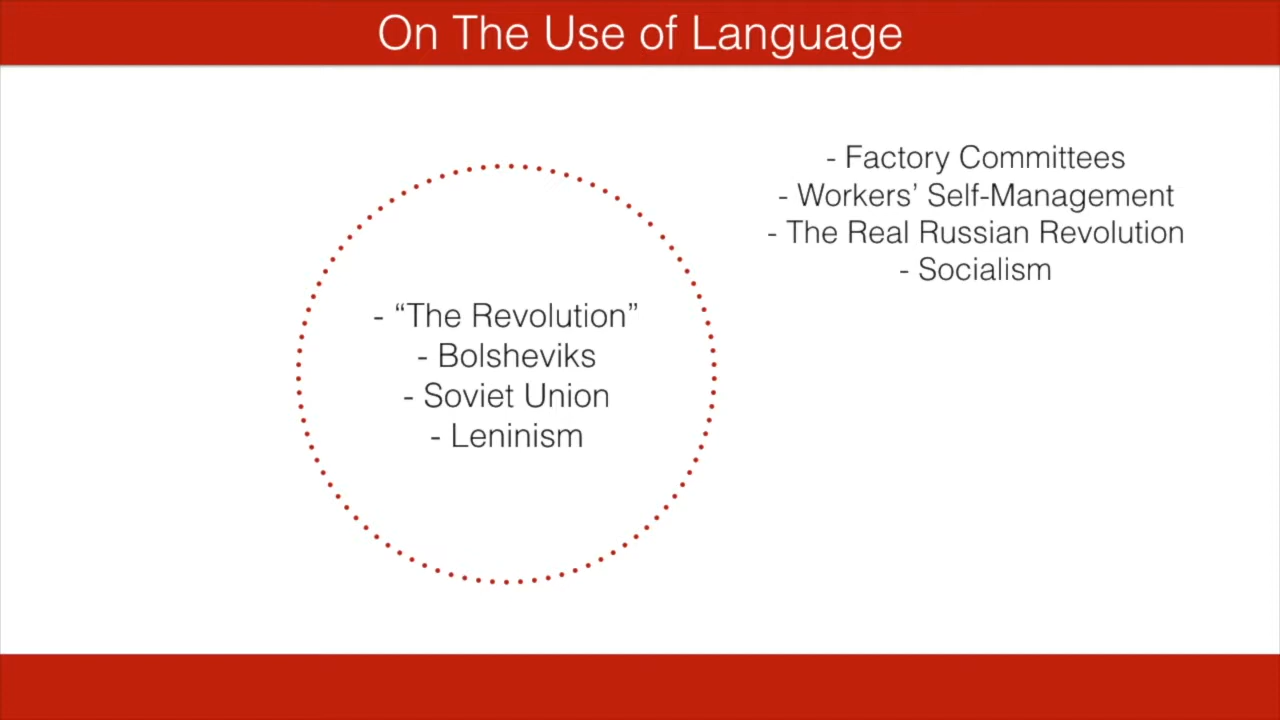 On The Use of Language
- Factory Committees
- Workers’ Self-Management
- The Real Russian Revolution
- Socialism
- “The Revolution”
- Bolsheviks
- Soviet Union
- Leninism